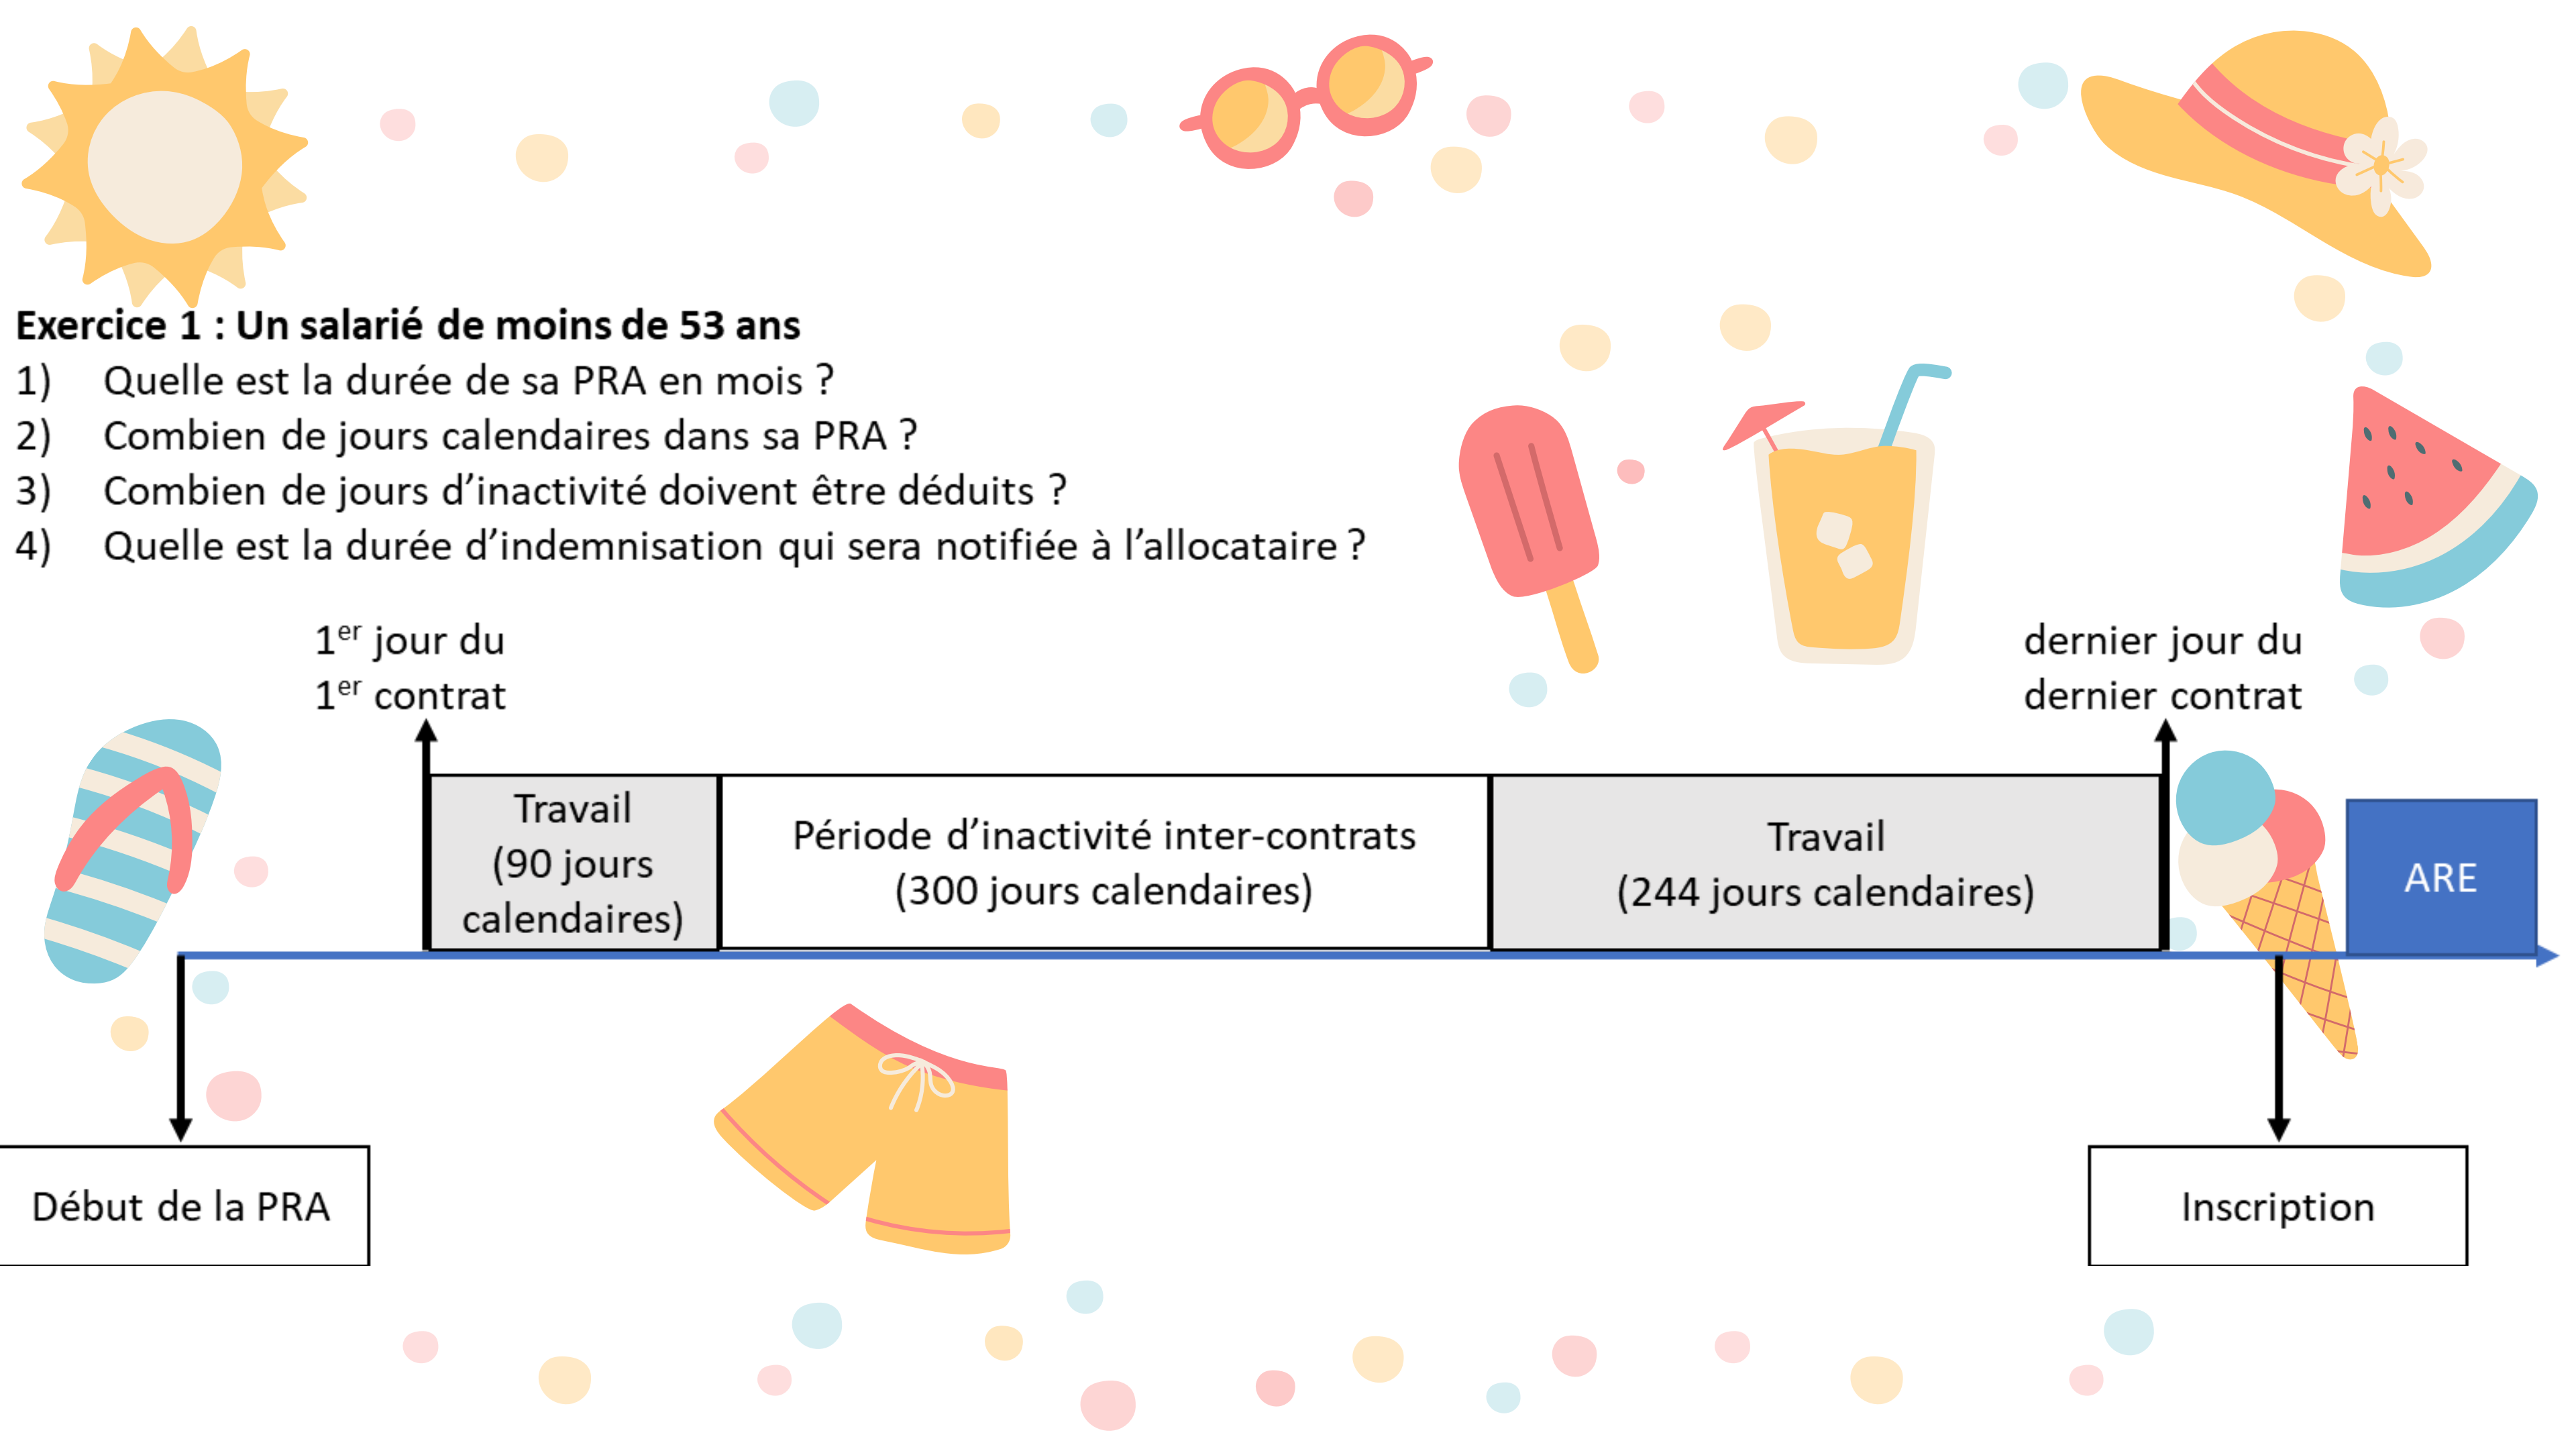 Exercice 1 : Un salarié de moins de 53 ans
1) Quelle est la durée de sa PRA en mois ?
2) Combien de jours calendaires dans sa PRA ?
3) Combien de jours d’inactivité doivent être déduits ?
4) Quelle est la durée d’indemnisation qui sera notifiée à l’allocataire ?
1er jour du
1er contrat
dernier jour du
dernier contrat
Travail
(90 jours
calendaires)
Période d’inactivité inter-contrats
(300 jours calendaires)
Travail
(244 jours calendaires)
ARE
Début de la PRA
Inscription